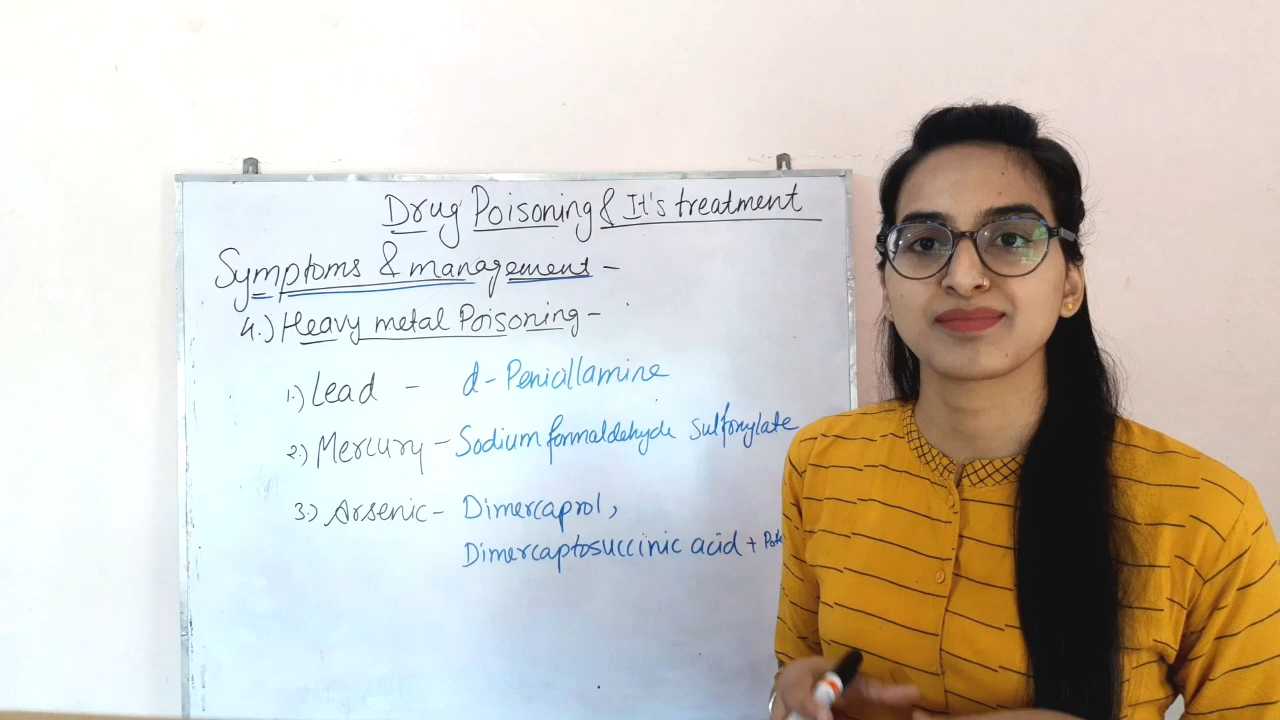 Drug Poisoning & It's treatment
Symptoms & management –
4.) Heavy metal Poisoning –
1.) Lead – d-Penicillamine
2.) Mercury – Sodium formaldehyde sulfoxylate
3.) Arsenic – Dimercaprol,
Dimercaptosuccinic acid +